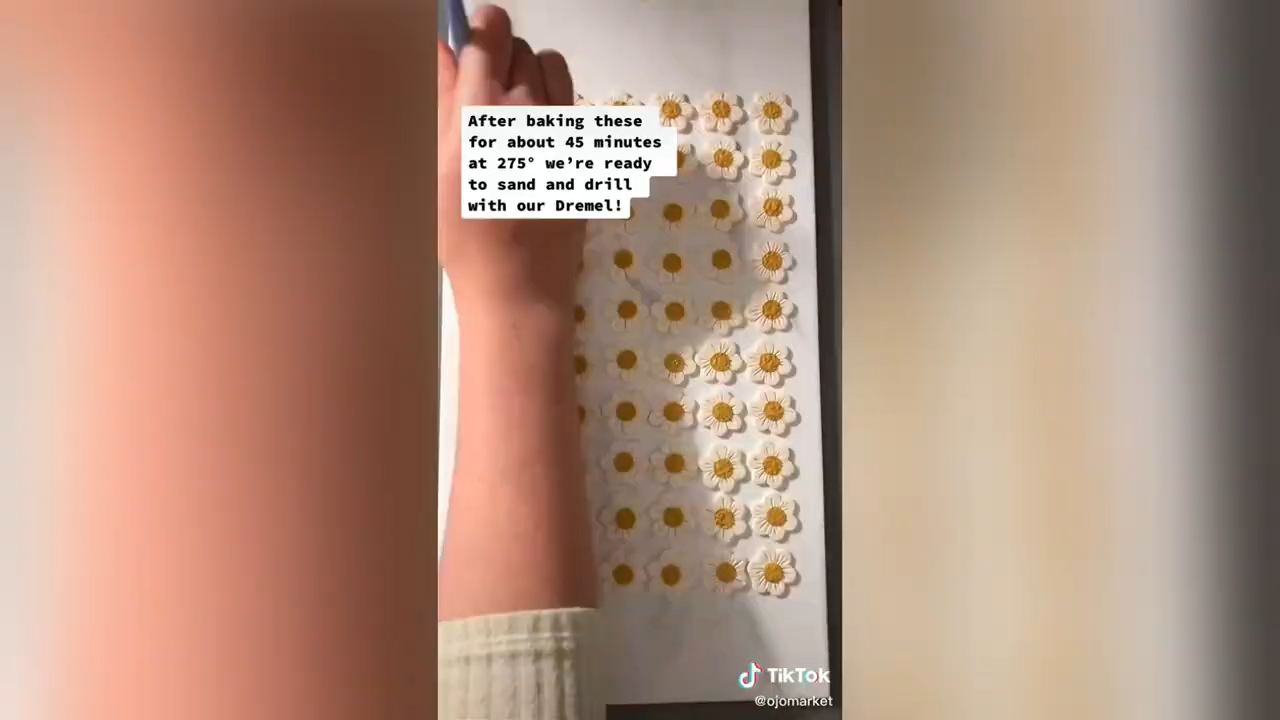 After baking these
for about 45 minutes
at 275° we’re ready
to sand and drill
with our Dremel!
TikTok
@ojomarket